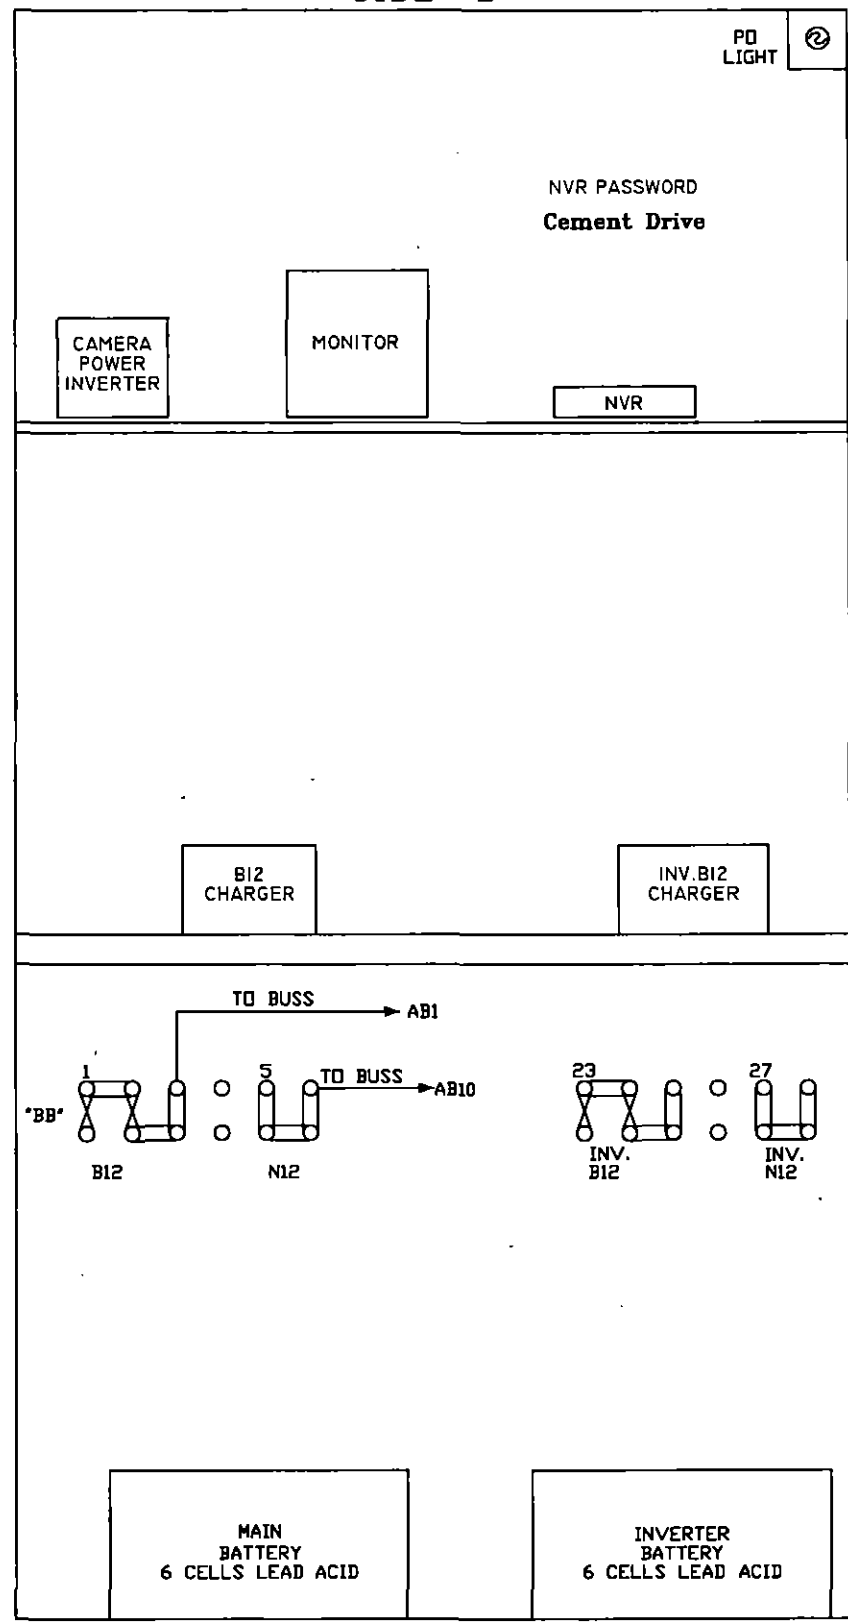 PO
LIGHT
NVR PASSWORD
Cement Drive
CAMERA
POWER
INVERTER
MONITOR
NVR
B12
CHARGER
INV.B12
CHARGER
TO BUSS
AB1
1
5
TO BUSS
AB10
23
27
"BB"
B12
N12
INV.
B12
INV.
N12
MAIN
BATTERY
6 CELLS LEAD ACID
INVERTER
BATTERY
6 CELLS LEAD ACID